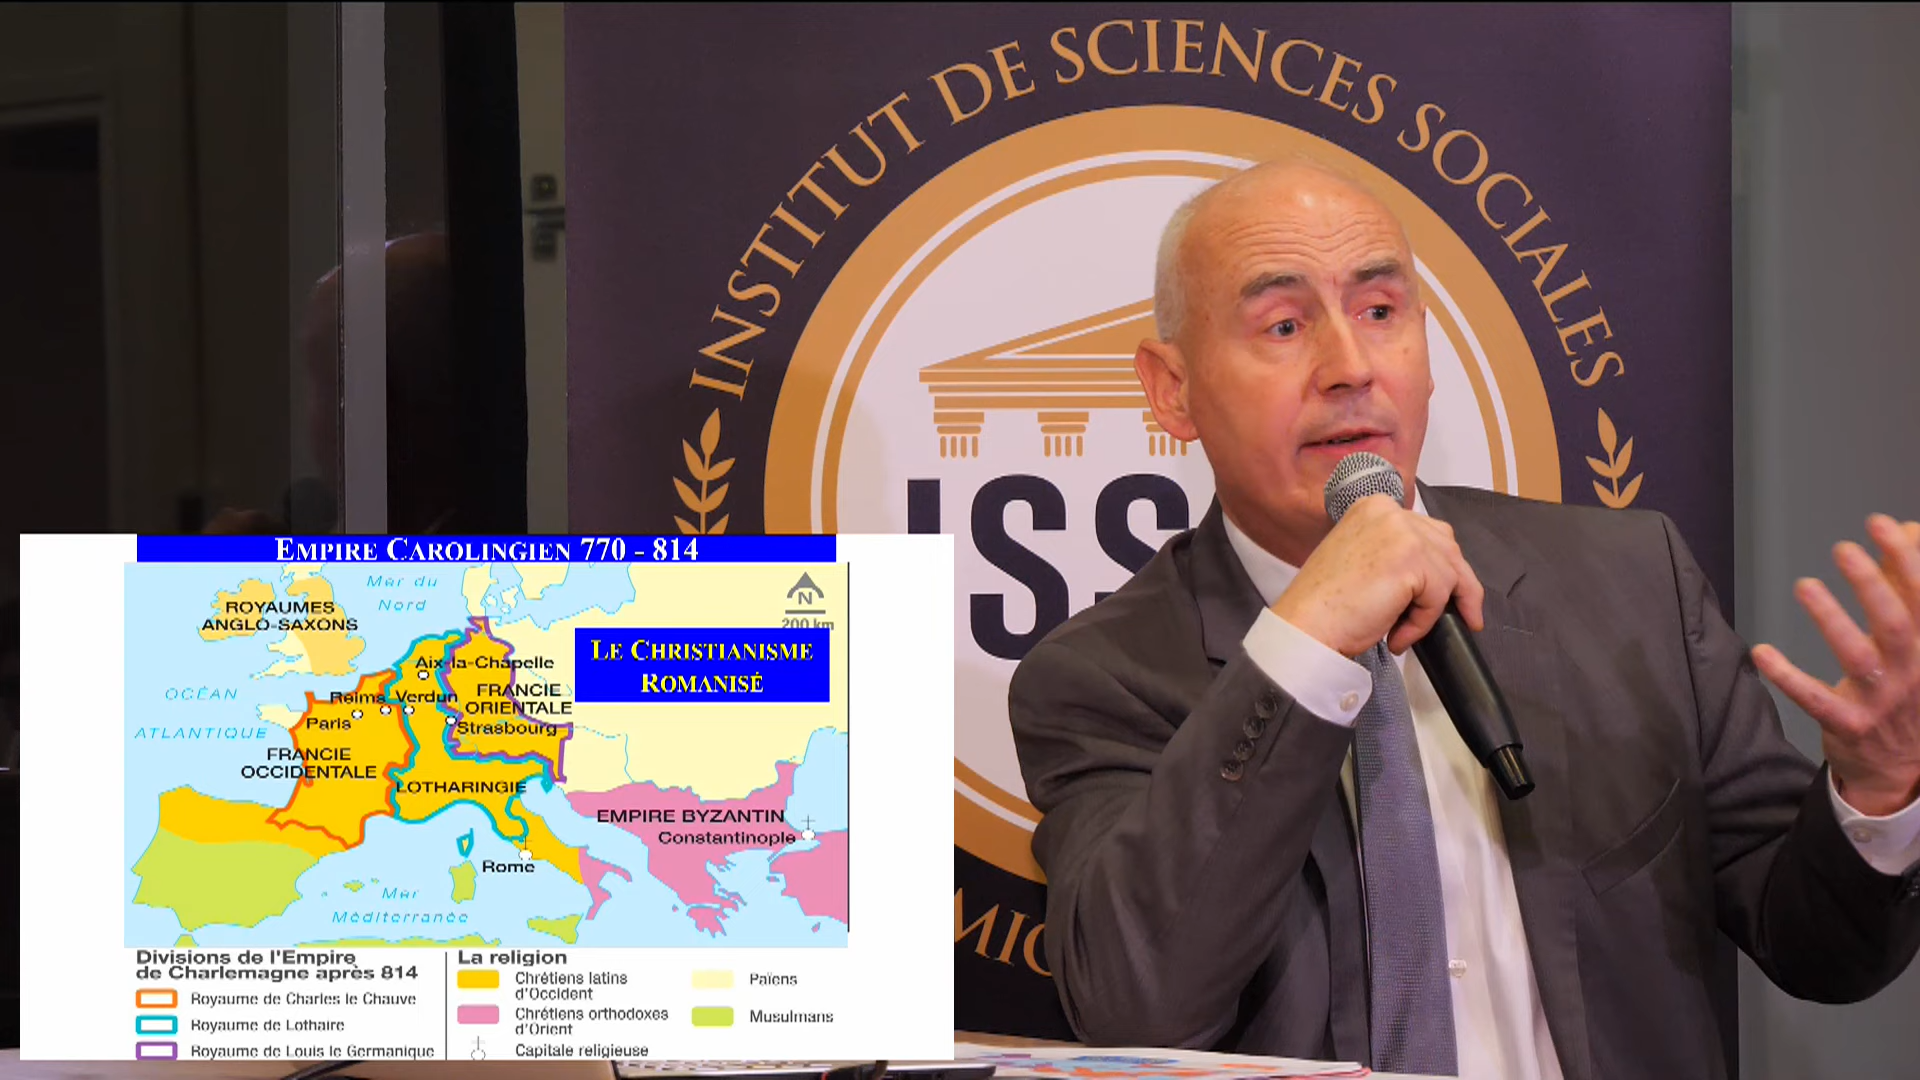 INSTITUT DE SCIENCES SOCIALES
EMPIRE CAROLINGIEN 770 - 814
Mer du
Nord
N
200 km
ROYAUMES
ANGLO-SAXONS
LE CHRISTIANISME
ROMANISÉ
Aix-la-Chapelle
OCÉAN
ATLANTIQUE
Reims
Verdun
FRANCIE
ORIENTALE
Paris
Strasbourg
FRANCIE
OCCIDENTALE
LOTHARINGIE
EMPIRE BYZANTIN
Constantinople
Rome
Mer
Méditerranée
Divisions de l'Empire
de Charlemagne après 814
Royaume de Charles le Chauve
Royaume de Lothaire
Royaume de Louis le Germanique
La religion
Chrétiens latins
d'Occident
Chrétiens orthodoxes
d'Orient
Capitale religieuse
Païens
Musulmans